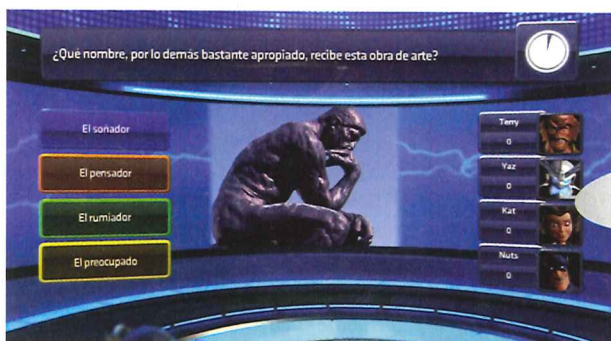 ¿Qué nombre, por lo demás bastante apropiado, recibe esta obra de arte?
El soñador
El pensador
El rumiador
El preocupado
Terry
0
Yaz
0
Kat
0
Nuts
0